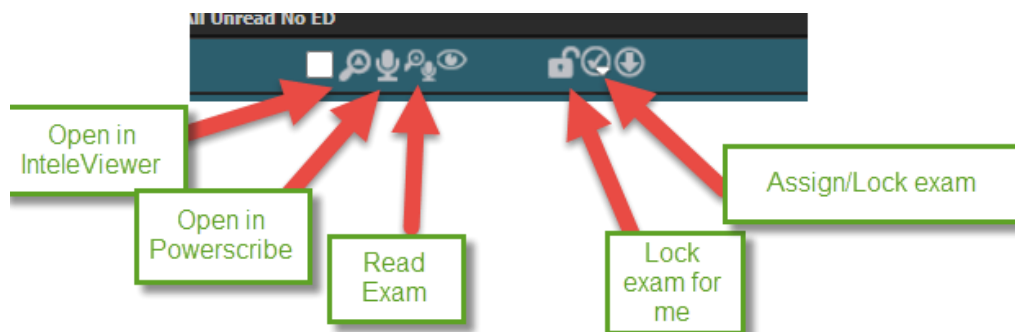 All Unread No ED
Open in
InteleViewer
Open in
Powerscribe
Read
Exam
Lock
exam for
me
Assign/Lock exam